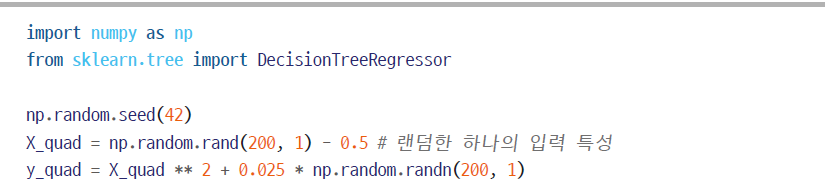 import numpy as np
from sklearn.tree import DecisionTreeRegressor
np.random.seed(42)
X_quad = np.random.rand(200, 1) - 0.5 # 랜덤한 하나의 입력 특성
y_quad = X_quad ** 2 + 0.025 * np.random.randn(200, 1)